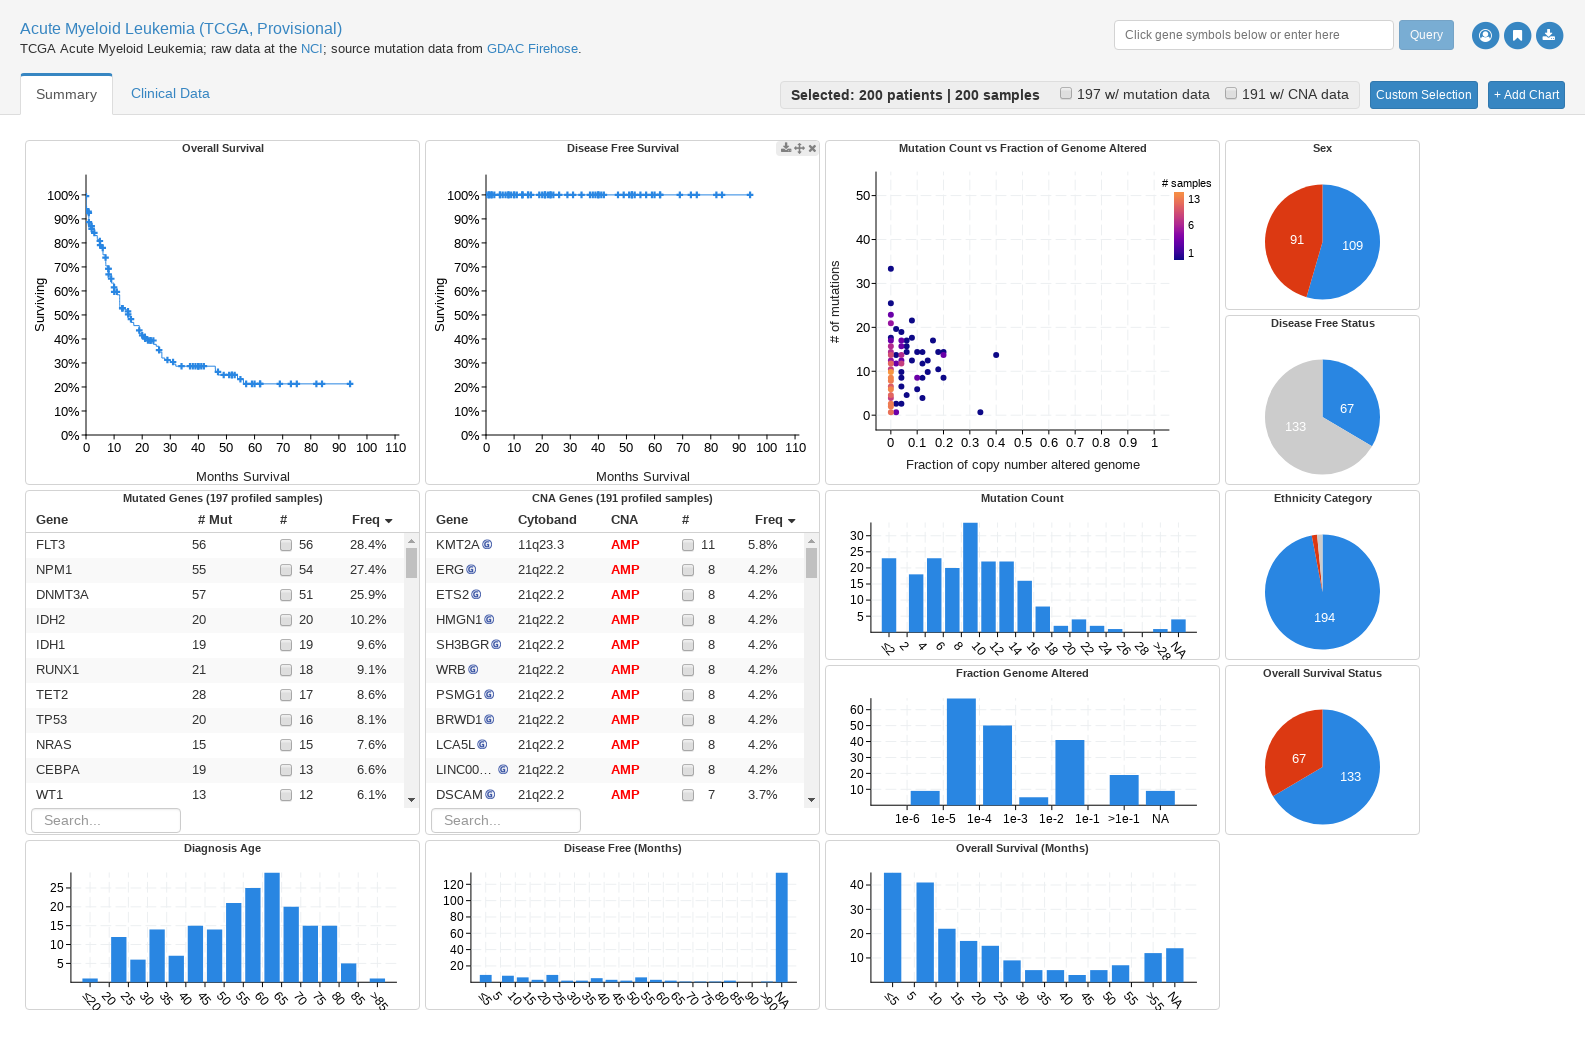 Acute Myeloid Leukemia (TCGA, Provisional)
TCGA Acute Myeloid Leukemia; raw data at the NCI; source mutation data from GDAC Firehose.
Click gene symbols below or enter here
Query
Summary
Clinical Data
Selected: 200 patients | 200 samples
197 w/ mutation data
191 w/ CNA data
Custom Selection
+ Add Chart
Overall Survival
100%
90%
80%
70%
60%
50%
40%
30%
20%
10%
0%
Surviving
0 10 20 30 40 50 60 70 80 90 100 110
Months Survival
Disease Free Survival
100%
90%
80%
70%
60%
50%
40%
30%
20%
10%
0%
Surviving
0 10 20 30 40 50 60 70 80 90 100 110
Months Survival
Mutation Count vs Fraction of Genome Altered
# samples
13
6
1
50
40
30
20
10
0
# of mutations
0 0.1 0.2 0.3 0.4 0.5 0.6 0.7 0.8 0.9 1
Fraction of copy number altered genome
Sex
91
109
Disease Free Status
67
133
Mutated Genes (197 profiled samples)
Gene # Mut # Freq
FLT3 56 56 28.4%
NPM1 55 54 27.4%
DNMT3A 57 51 25.9%
IDH2 20 20 10.2%
IDH1 19 19 9.6%
RUNX1 21 18 9.1%
TET2 28 17 8.6%
TP53 20 16 8.1%
NRAS 15 15 7.6%
CEBPA 19 13 6.6%
WT1 13 12 6.1%
Search...
CNA Genes (191 profiled samples)
Gene Cytoband CNA # Freq
KMT2A G 11q23.3 AMP 11 5.8%
ERG G 21q22.2 AMP 8 4.2%
ETS2 G 21q22.2 AMP 8 4.2%
HMGN1 G 21q22.2 AMP 8 4.2%
SH3BGR G 21q22.2 AMP 8 4.2%
WRB G 21q22.2 AMP 8 4.2%
PSMG1 G 21q22.2 AMP 8 4.2%
BRWD1 G 21q22.2 AMP 8 4.2%
LCA5L G 21q22.2 AMP 8 4.2%
LINC00... G 21q22.2 AMP 8 4.2%
DSCAM G 21q22.2 AMP 7 3.7%
Search...
Mutation Count
30
25
20
15
10
5
≤2 2 4 6 8 10 12 14 16 18 20 22 24 26 28 >28 NA
Ethnicity Category
194
Fraction Genome Altered
60
50
40
30
20
10
1e-6 1e-5 1e-4 1e-3 1e-2 1e-1 >1e-1 NA
Overall Survival Status
67
133
Diagnosis Age
25
20
15
10
5
≤20 20 25 30 35 40 45 50 55 60 65 70 75 80 85 >85
Disease Free (Months)
120
100
80
60
40
20
≤5 5 10 15 20 25 30 35 40 45 50 55 60 65 70 75 80 85 90 >90 NA
Overall Survival (Months)
40
30
20
10
≤5 5 10 15 20 25 30 35 40 45 50 55 >55 NA